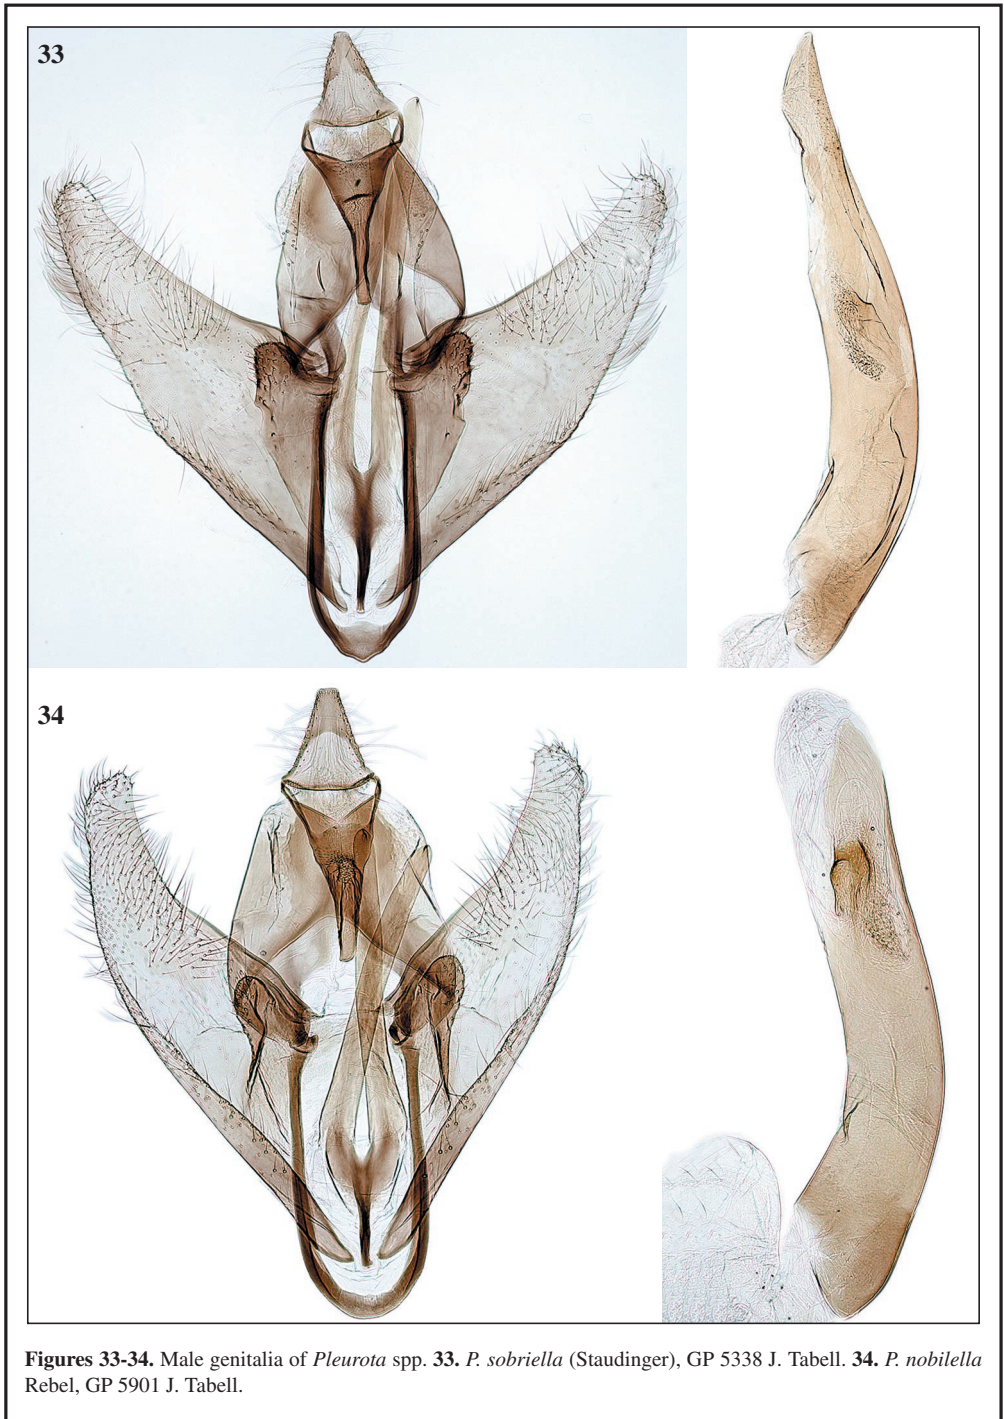 33
34
Figures 33-34. Male genitalia of Pleurota spp. 33. P. sobriella (Staudinger), GP 5338 J. Tabell. 34. P. nobilella
Rebel, GP 5901 J. Tabell.